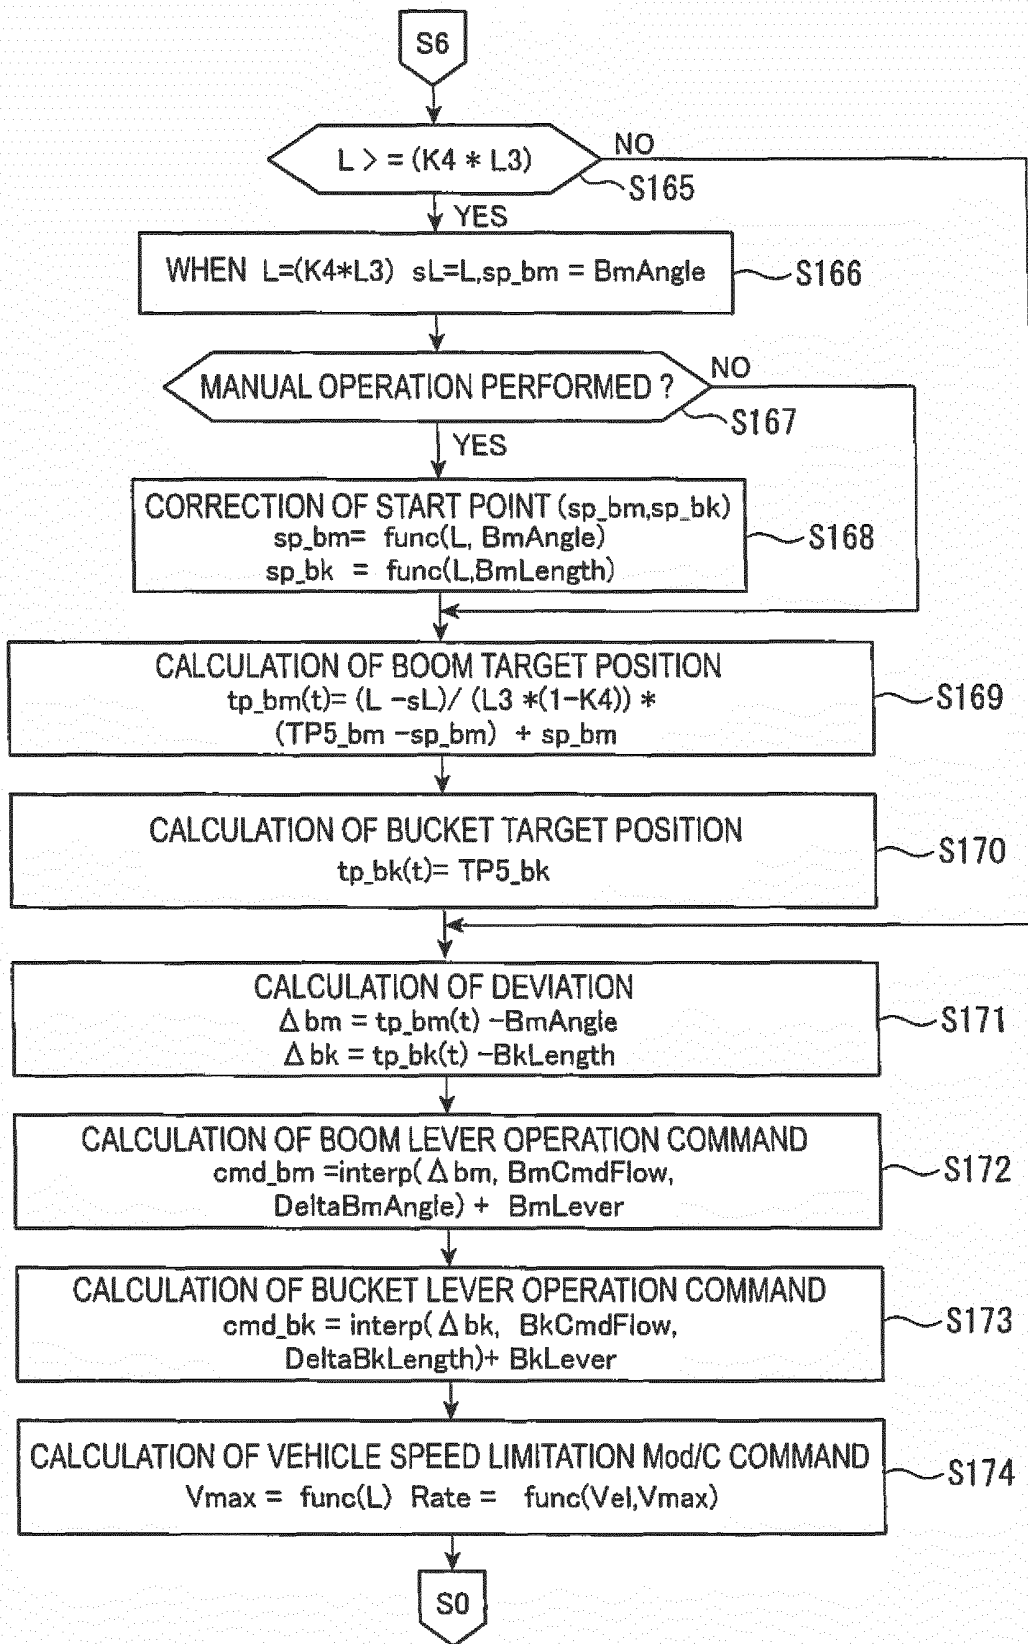 S6
L > = (K4 * L3)
NO
S165
YES
WHEN L=(K4*L3) sL=L,sp_bm = BmAngle
S166
MANUAL OPERATION PERFORMED ?
NO
S167
YES
CORRECTION OF START POINT (sp_bm,sp_bk)
sp_bm= func(L, BmAngle)
sp_bk = func(L,BmLength)
S168
CALCULATION OF BOOM TARGET POSITION
tp_bm(t)= (L -sL)/ (L3 *(1-K4)) *
(TP5_bm -sp_bm) + sp_bm
S169
CALCULATION OF BUCKET TARGET POSITION
tp_bk(t)= TP5_bk
S170
CALCULATION OF DEVIATION
Δbm = tp_bm(t) -BmAngle
Δbk = tp_bk(t) -BkLength
S171
CALCULATION OF BOOM LEVER OPERATION COMMAND
cmd_bm =interp(Δbm, BmCmdFlow,
DeltaBmAngle) + BmLever
S172
CALCULATION OF BUCKET LEVER OPERATION COMMAND
cmd_bk = interp(Δbk, BkCmdFlow,
DeltaBkLength)+ BkLever
S173
CALCULATION OF VEHICLE SPEED LIMITATION Mod/C COMMAND
Vmax = func(L) Rate = func(Vel,Vmax)
S174
S0